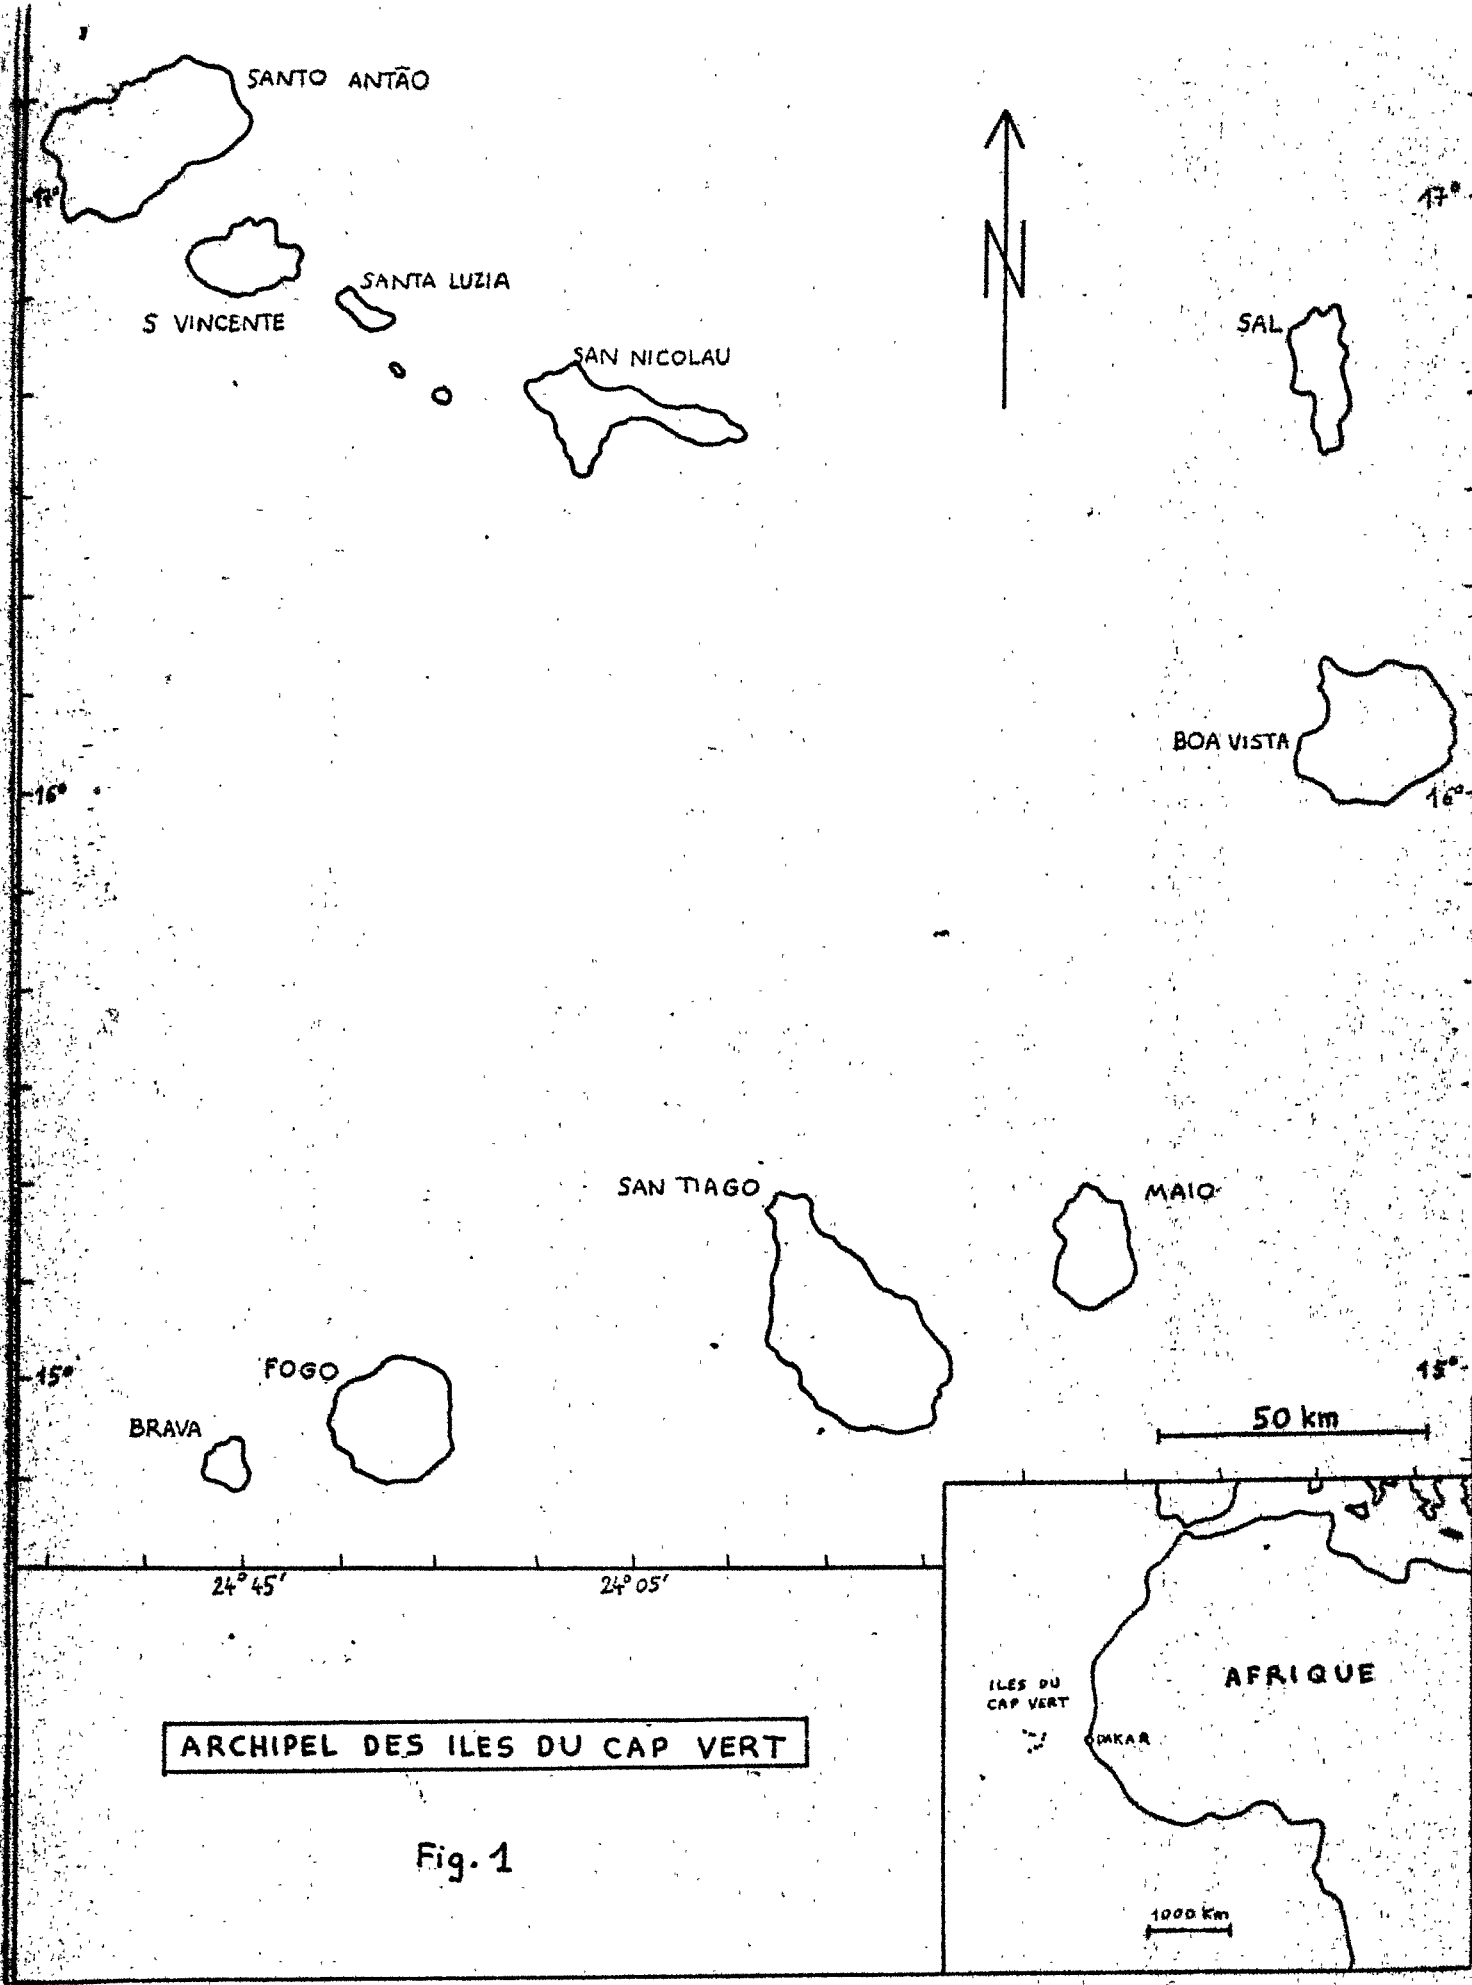 SANTO ANTÃO
17°
17°
SANTA LUZIA
S VINCENTE
SAL
SAN NICOLAU
N
BOA VISTA
16°
16°
SAN TIAGO
MAIO
FOGO
15°
15°
BRAVA
50 km
24° 45'
24° 05'
AFRIQUE
ILES DU
CAP VERT
DAKAR
ARCHIPEL DES ILES DU CAP VERT
Fig. 1
1000 Km